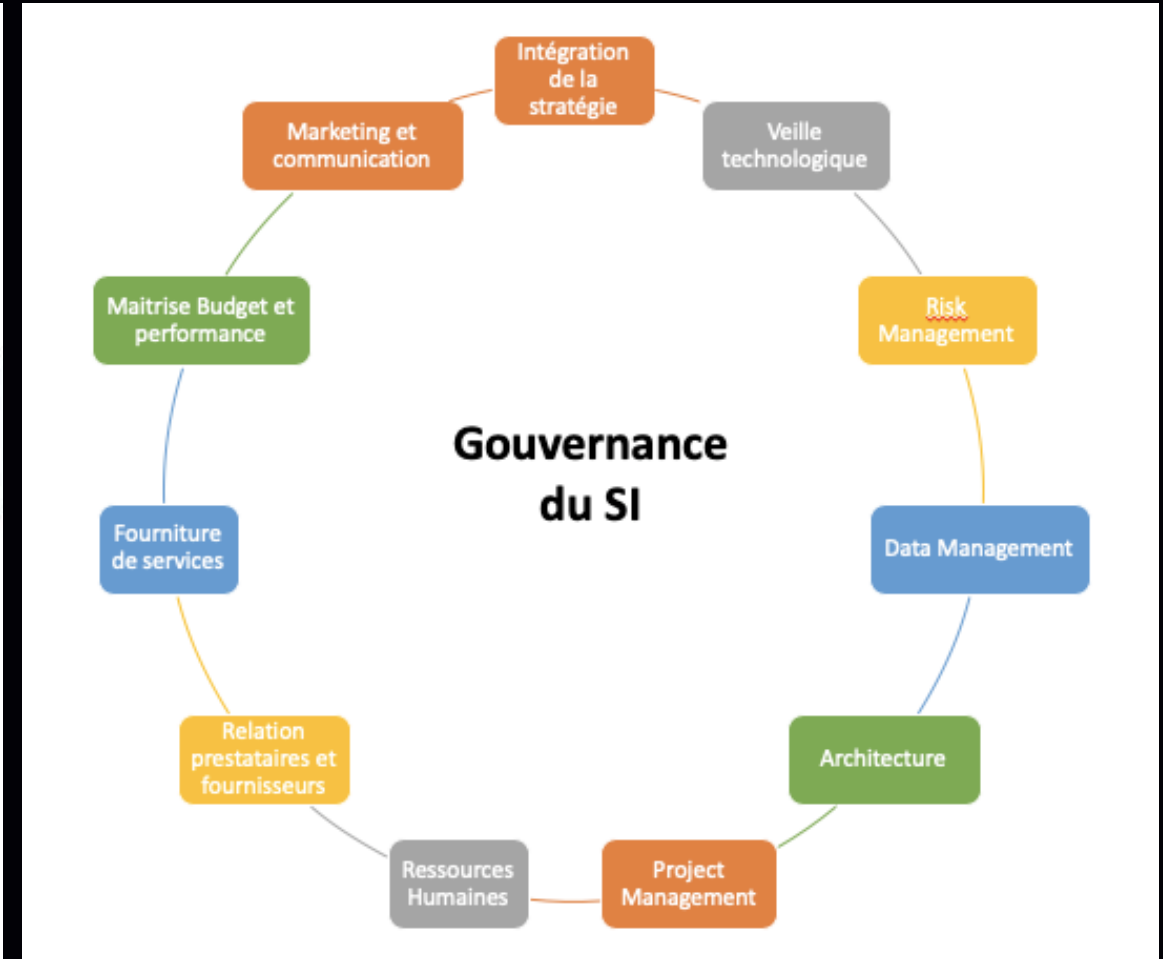 Intégration
de la
stratégie
Veille
technologique
Risk
Management
Data Management
Architecture
Project
Management
Ressources
Humaines
Relation
prestataires et
fournisseurs
Fourniture
de services
Maitrise Budget et
performance
Marketing et
communication
Gouvernance
du SI